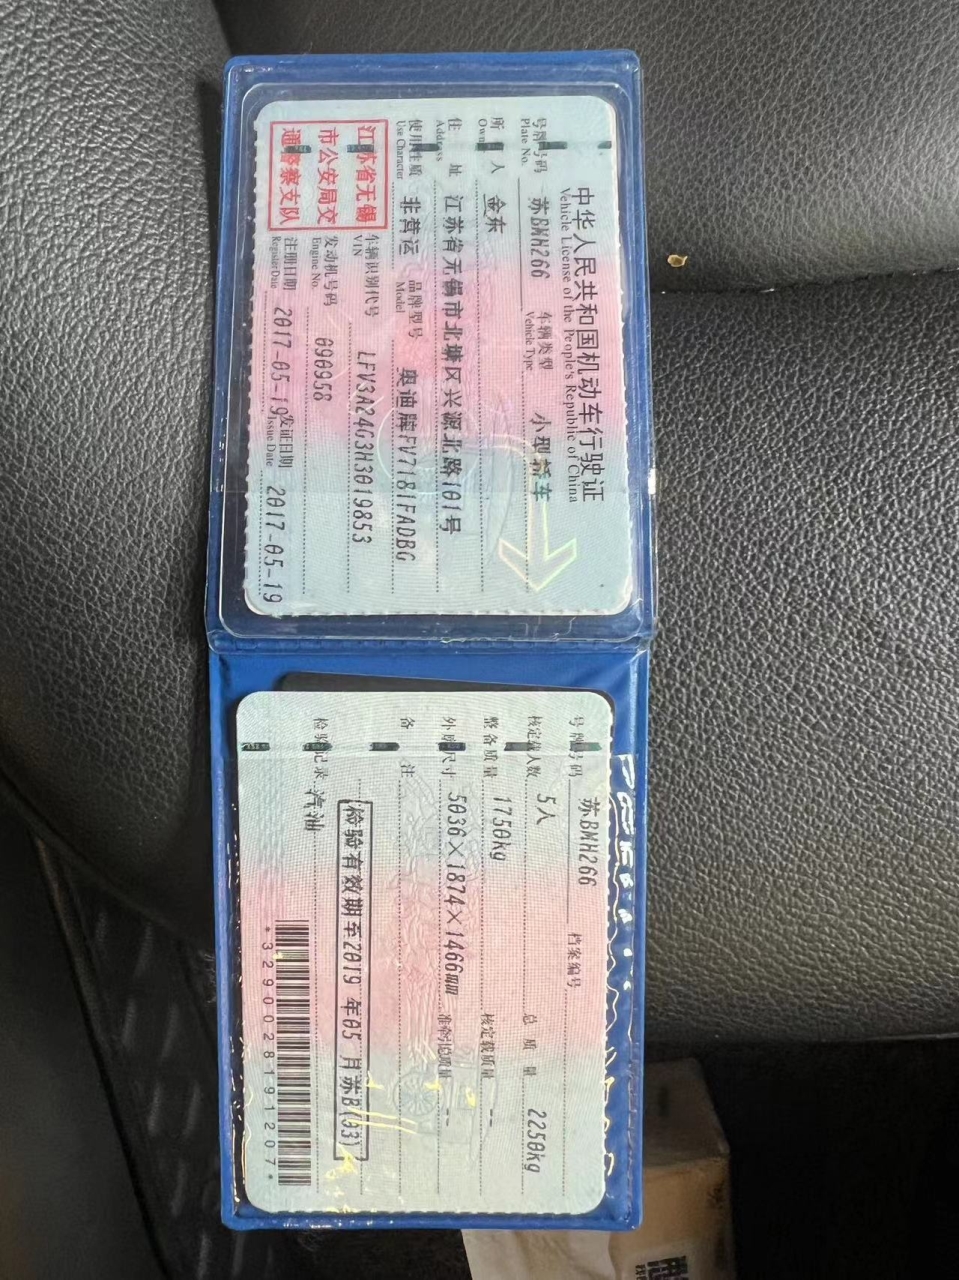 中华人民共和国机动车行驶证
Vehicle License of the People's Republic of China
号牌号码 苏BMH266 车辆类型 小型轿车
Plate No. Vehicle Type
所 人 金东
Owner
住 址 江苏省无锡市北塘区兴源北路101号
Address
使用性质 非营运 品牌型号 奥迪牌FV7181FADBG
Use Character Model
江苏省无锡
市公安局交
通警察支队
车辆识别代号 LFV3A24G3H3019853
VIN
发动机号码 090958
Engine No.
注册日期 2017-05-19 发证日期 2017-05-19
Register Date Issue Date
号牌号码 苏BMH266 档案编号
核定载人数 5人 总 质 量 2250kg
整备质量 1750kg 核定载质量 --
外廓尺寸 5036×1874×1466mm 准牵引总质量 --
备 注
检验有效期至2019 年05 月苏B(03)
检验记录 汽油
*3290028191207*